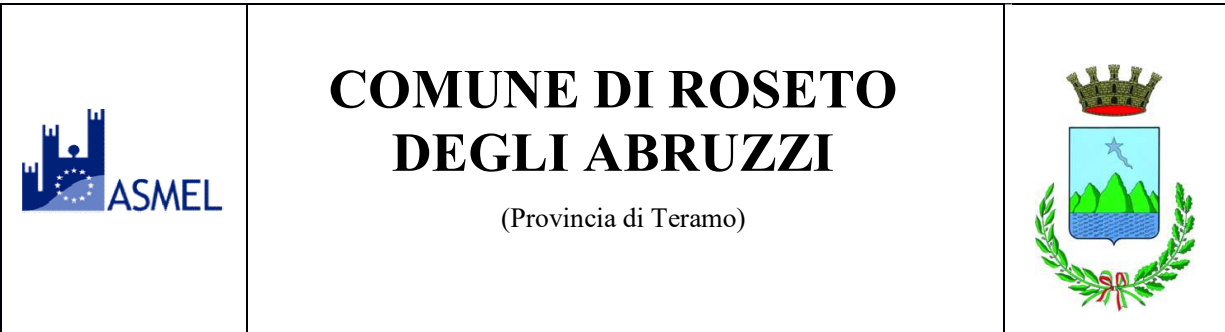 COMUNE DI ROSETO
DEGLI ABRUZZI
(Provincia di Teramo)
ASMEL